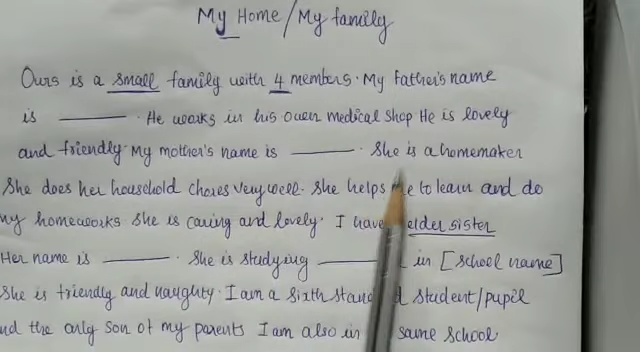 My Home/My family
Ours is a small family with 4 members. My Father's name
is ______. He works in his own medical shop He is lovely
and friendly. My mother's name is ______. She is a homemaker
She does her household chores very well. She helps me to learn and do
my homeworks She is caring and lovely. I have elder sister
Her name is ______. She is studying ______ in [school name]
She is friendly and naughty. I am a sixth student/pupil
nd the only son of my parents I am also in same school.